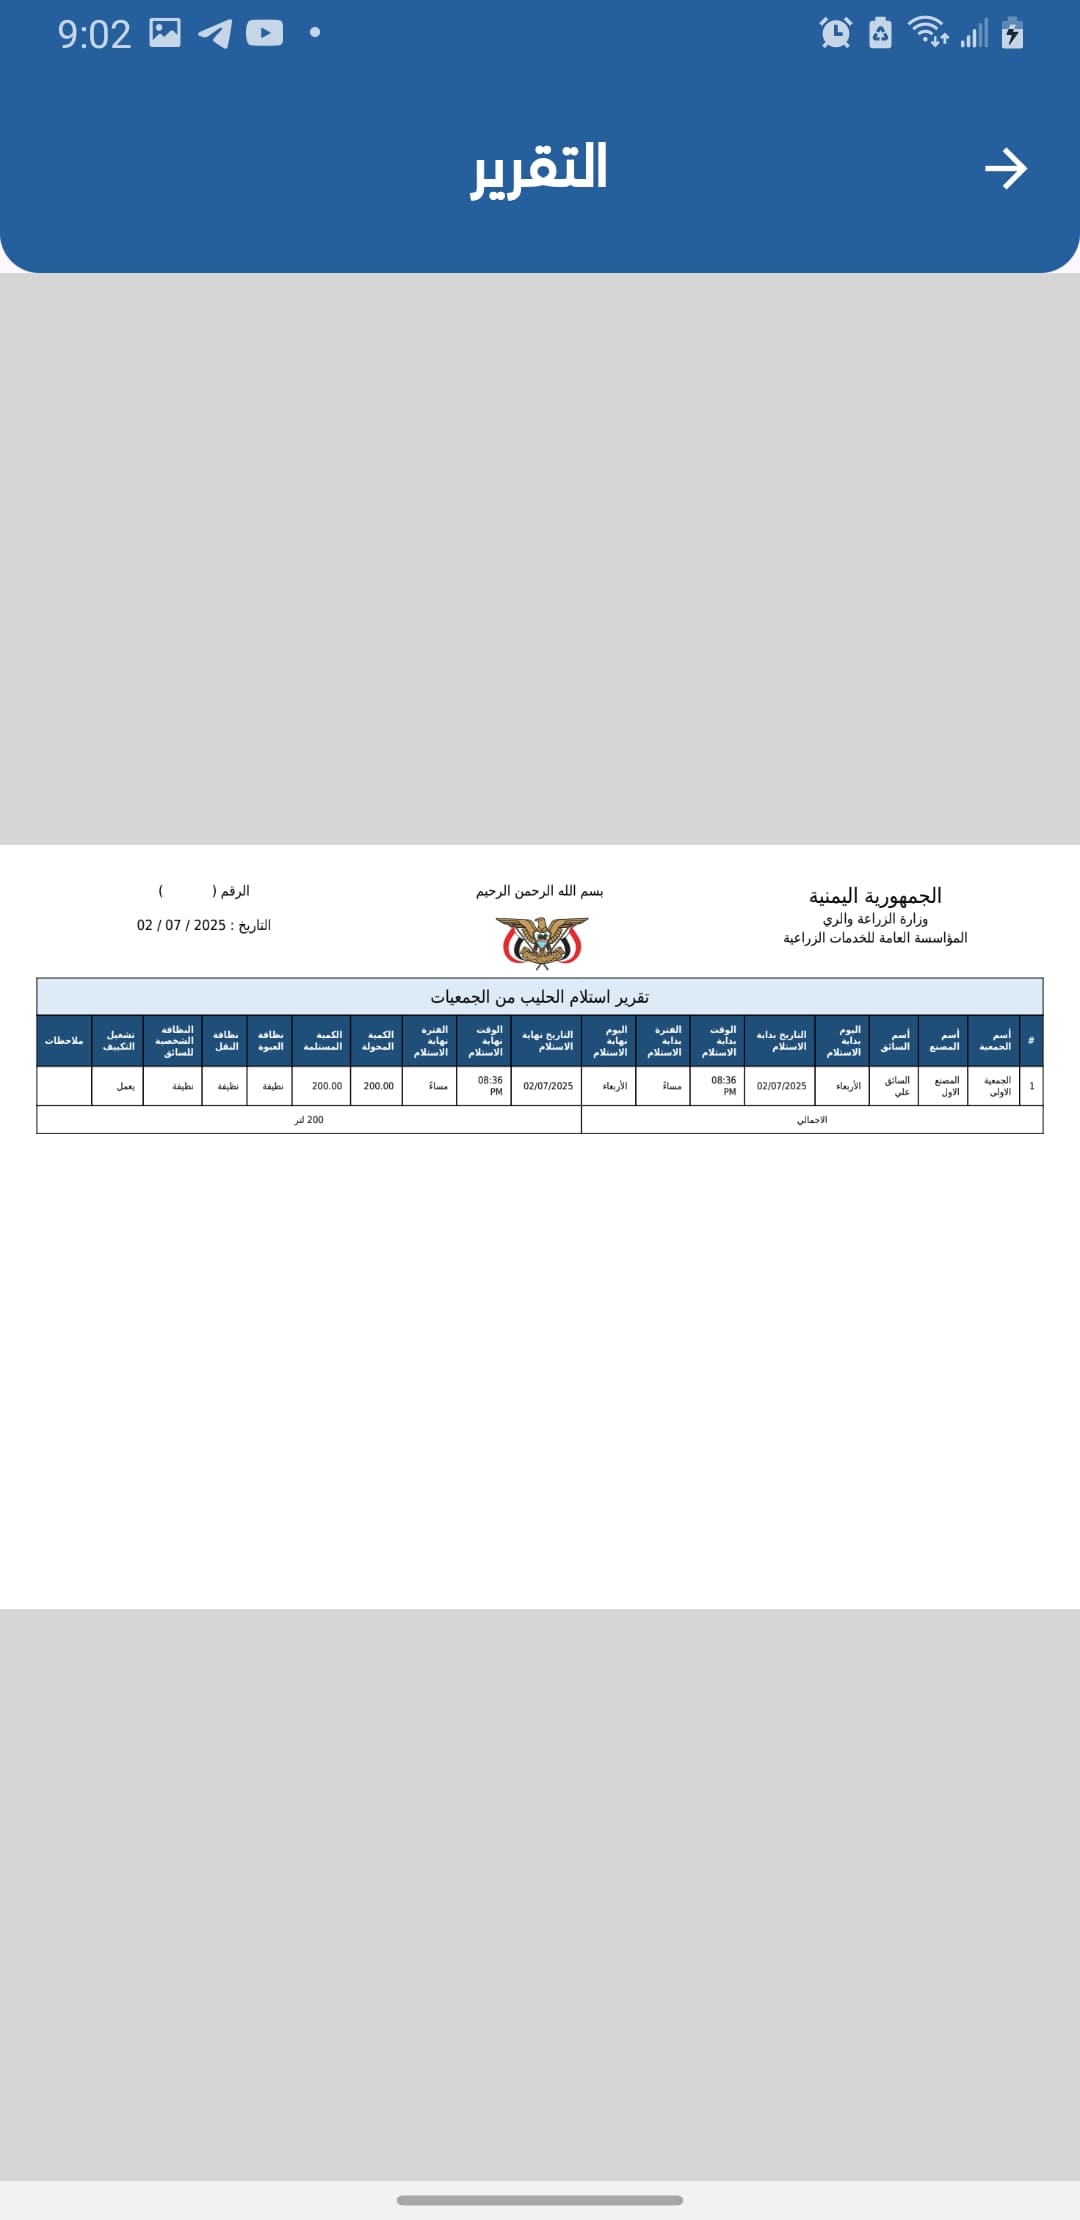 9:02
التقرير
الجمهورية اليمنية
وزارة الزراعة والري
المؤاسسة العامة للخدمات الزراعية
بسم الله الرحمن الرحيم
الرقم ( )
التاريخ : 2025 / 07 / 02
تقرير استلام الحليب من الجمعيات
# أسم الجمعية أسم المصنع أسم السائق اليوم بداية الاستلام التاريخ بداية الاستلام الوقت بداية الاستلام الفترة بداية الاستلام اليوم نهاية الاستلام التاريخ نهاية الاستلام الوقت نهاية الاستلام الفترة نهاية الاستلام الكمية المحولة الكمية المستلمة نظافة العبوة نظافة النقل النظافة الشخصية للسائق تشغيل التكييف ملاحظات
1 الجمعية الاولى المصنع الاول السائق علي الأربعاء 02/07/2025 08:36 PM مساءً الأربعاء 02/07/2025 08:36 PM مساءً 200.00 200.00 نظيفة نظيفة نظيفة يعمل
الاجمالي 200 لتر